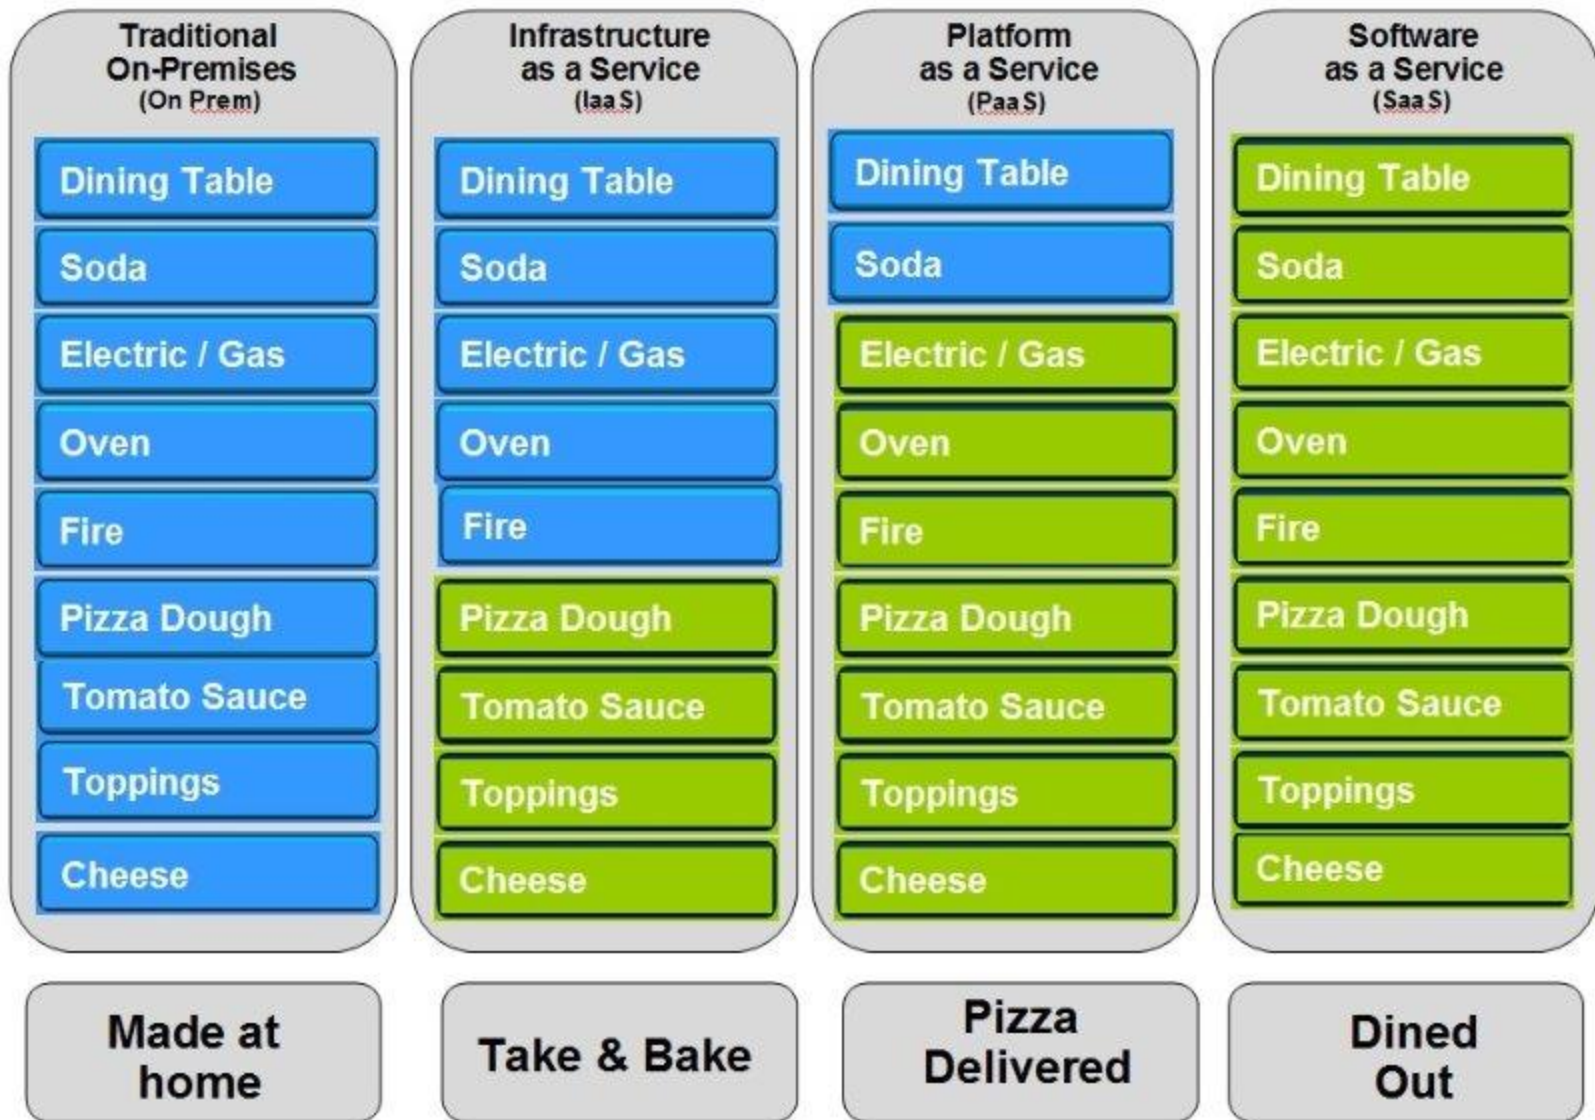 Traditional
On-Premises
(On Prem)
Dining Table
Soda
Electric / Gas
Oven
Fire
Pizza Dough
Tomato Sauce
Toppings
Cheese
Made at
home
Infrastructure
as a Service
(IaaS)
Dining Table
Soda
Electric / Gas
Oven
Fire
Pizza Dough
Tomato Sauce
Toppings
Cheese
Take & Bake
Platform
as a Service
(PaaS)
Dining Table
Soda
Electric / Gas
Oven
Fire
Pizza Dough
Tomato Sauce
Toppings
Cheese
Pizza
Delivered
Software
as a Service
(SaaS)
Dining Table
Soda
Electric / Gas
Oven
Fire
Pizza Dough
Tomato Sauce
Toppings
Cheese
Dined
Out